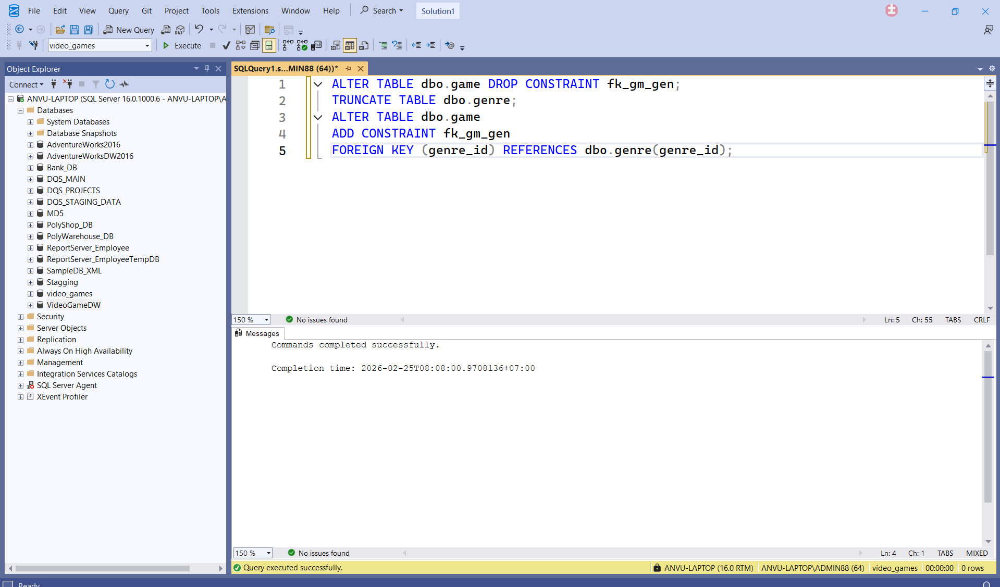 File Edit View Query Git Project Tools Extensions Window Help Search Solution1
New Query DAX
video_games Execute
Object Explorer
Connect
ANVU-LAPTOP (SQL Server 16.0.1000.6 - ANVU-LAPTOP\A
Databases
System Databases
Database Snapshots
AdventureWorks2016
AdventureWorksDW2016
Bank_DB
DQS_MAIN
DQS_PROJECTS
DQS_STAGING_DATA
MD5
PolyShop_DB
PolyWarehouse_DB
ReportServer_Employee
ReportServer_EmployeeTempDB
SampleDB_XML
Stagging
video_games
VideoGameDW
Security
Server Objects
Replication
Always On High Availability
Management
Integration Services Catalogs
SQL Server Agent
XEvent Profiler
SQLQuery1.s...MIN88 (64))*
1 ALTER TABLE dbo.game DROP CONSTRAINT fk_gm_gen;
2 TRUNCATE TABLE dbo.genre;
3 ALTER TABLE dbo.game
4 ADD CONSTRAINT fk_gm_gen
5 FOREIGN KEY (genre_id) REFERENCES dbo.genre(genre_id);
150 % No issues found Ln: 5 Ch: 55 TABS CRLF
Messages
Commands completed successfully.
Completion time: 2026-02-25T08:08:00.9708136+07:00
150 % No issues found Ln: 4 Ch: 1 TABS MIXED
Query executed successfully. ANVU-LAPTOP (16.0 RTM) ANVU-LAPTOP\ADMIN88 (64) video_games 00:00:00 0 rows
Ready